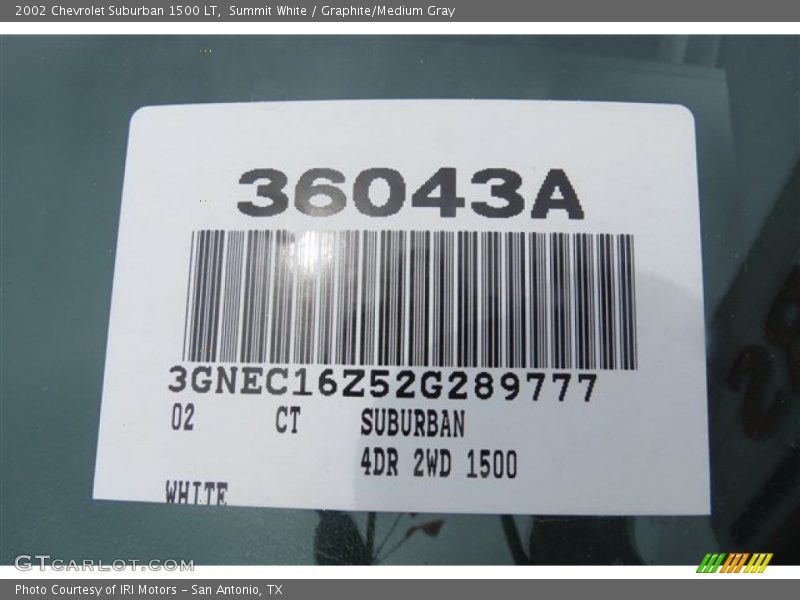 2002 Chevrolet Suburban 1500 LT, Summit White / Graphite/Medium Gray
36043A
3GNEC16Z52G289777
02 CT SUBURBAN
4DR 2WD 1500
WHITE
GTcarlot.com
Photo Courtesy of IRI Motors - San Antonio, TX